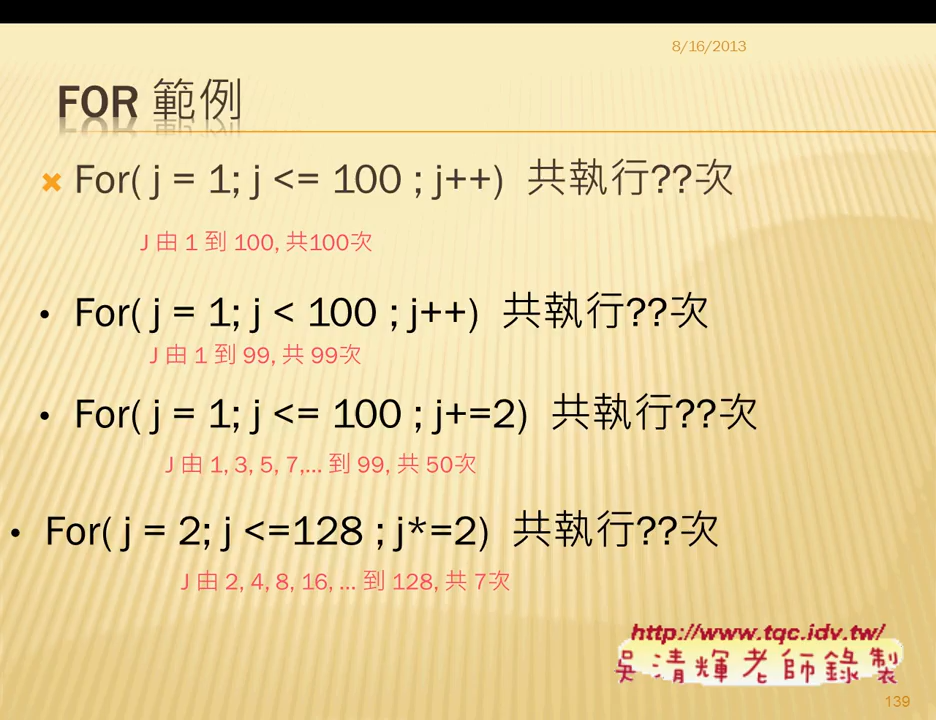 8/16/2013
FOR 範例
For( j = 1; j <= 100 ; j++) 共執行??次
J 由 1 到 100, 共100次
• For( j = 1; j < 100 ; j++) 共執行??次
J 由 1 到 99, 共 99次
• For( j = 1; j <= 100 ; j+=2) 共執行??次
J 由 1, 3, 5, 7,... 到 99, 共 50次
• For( j = 2; j <=128 ; j*=2) 共執行??次
J 由 2, 4, 8, 16, ... 到 128, 共 7次
http://www.tqc.idv.tw/
吳清輝老師錄製
139